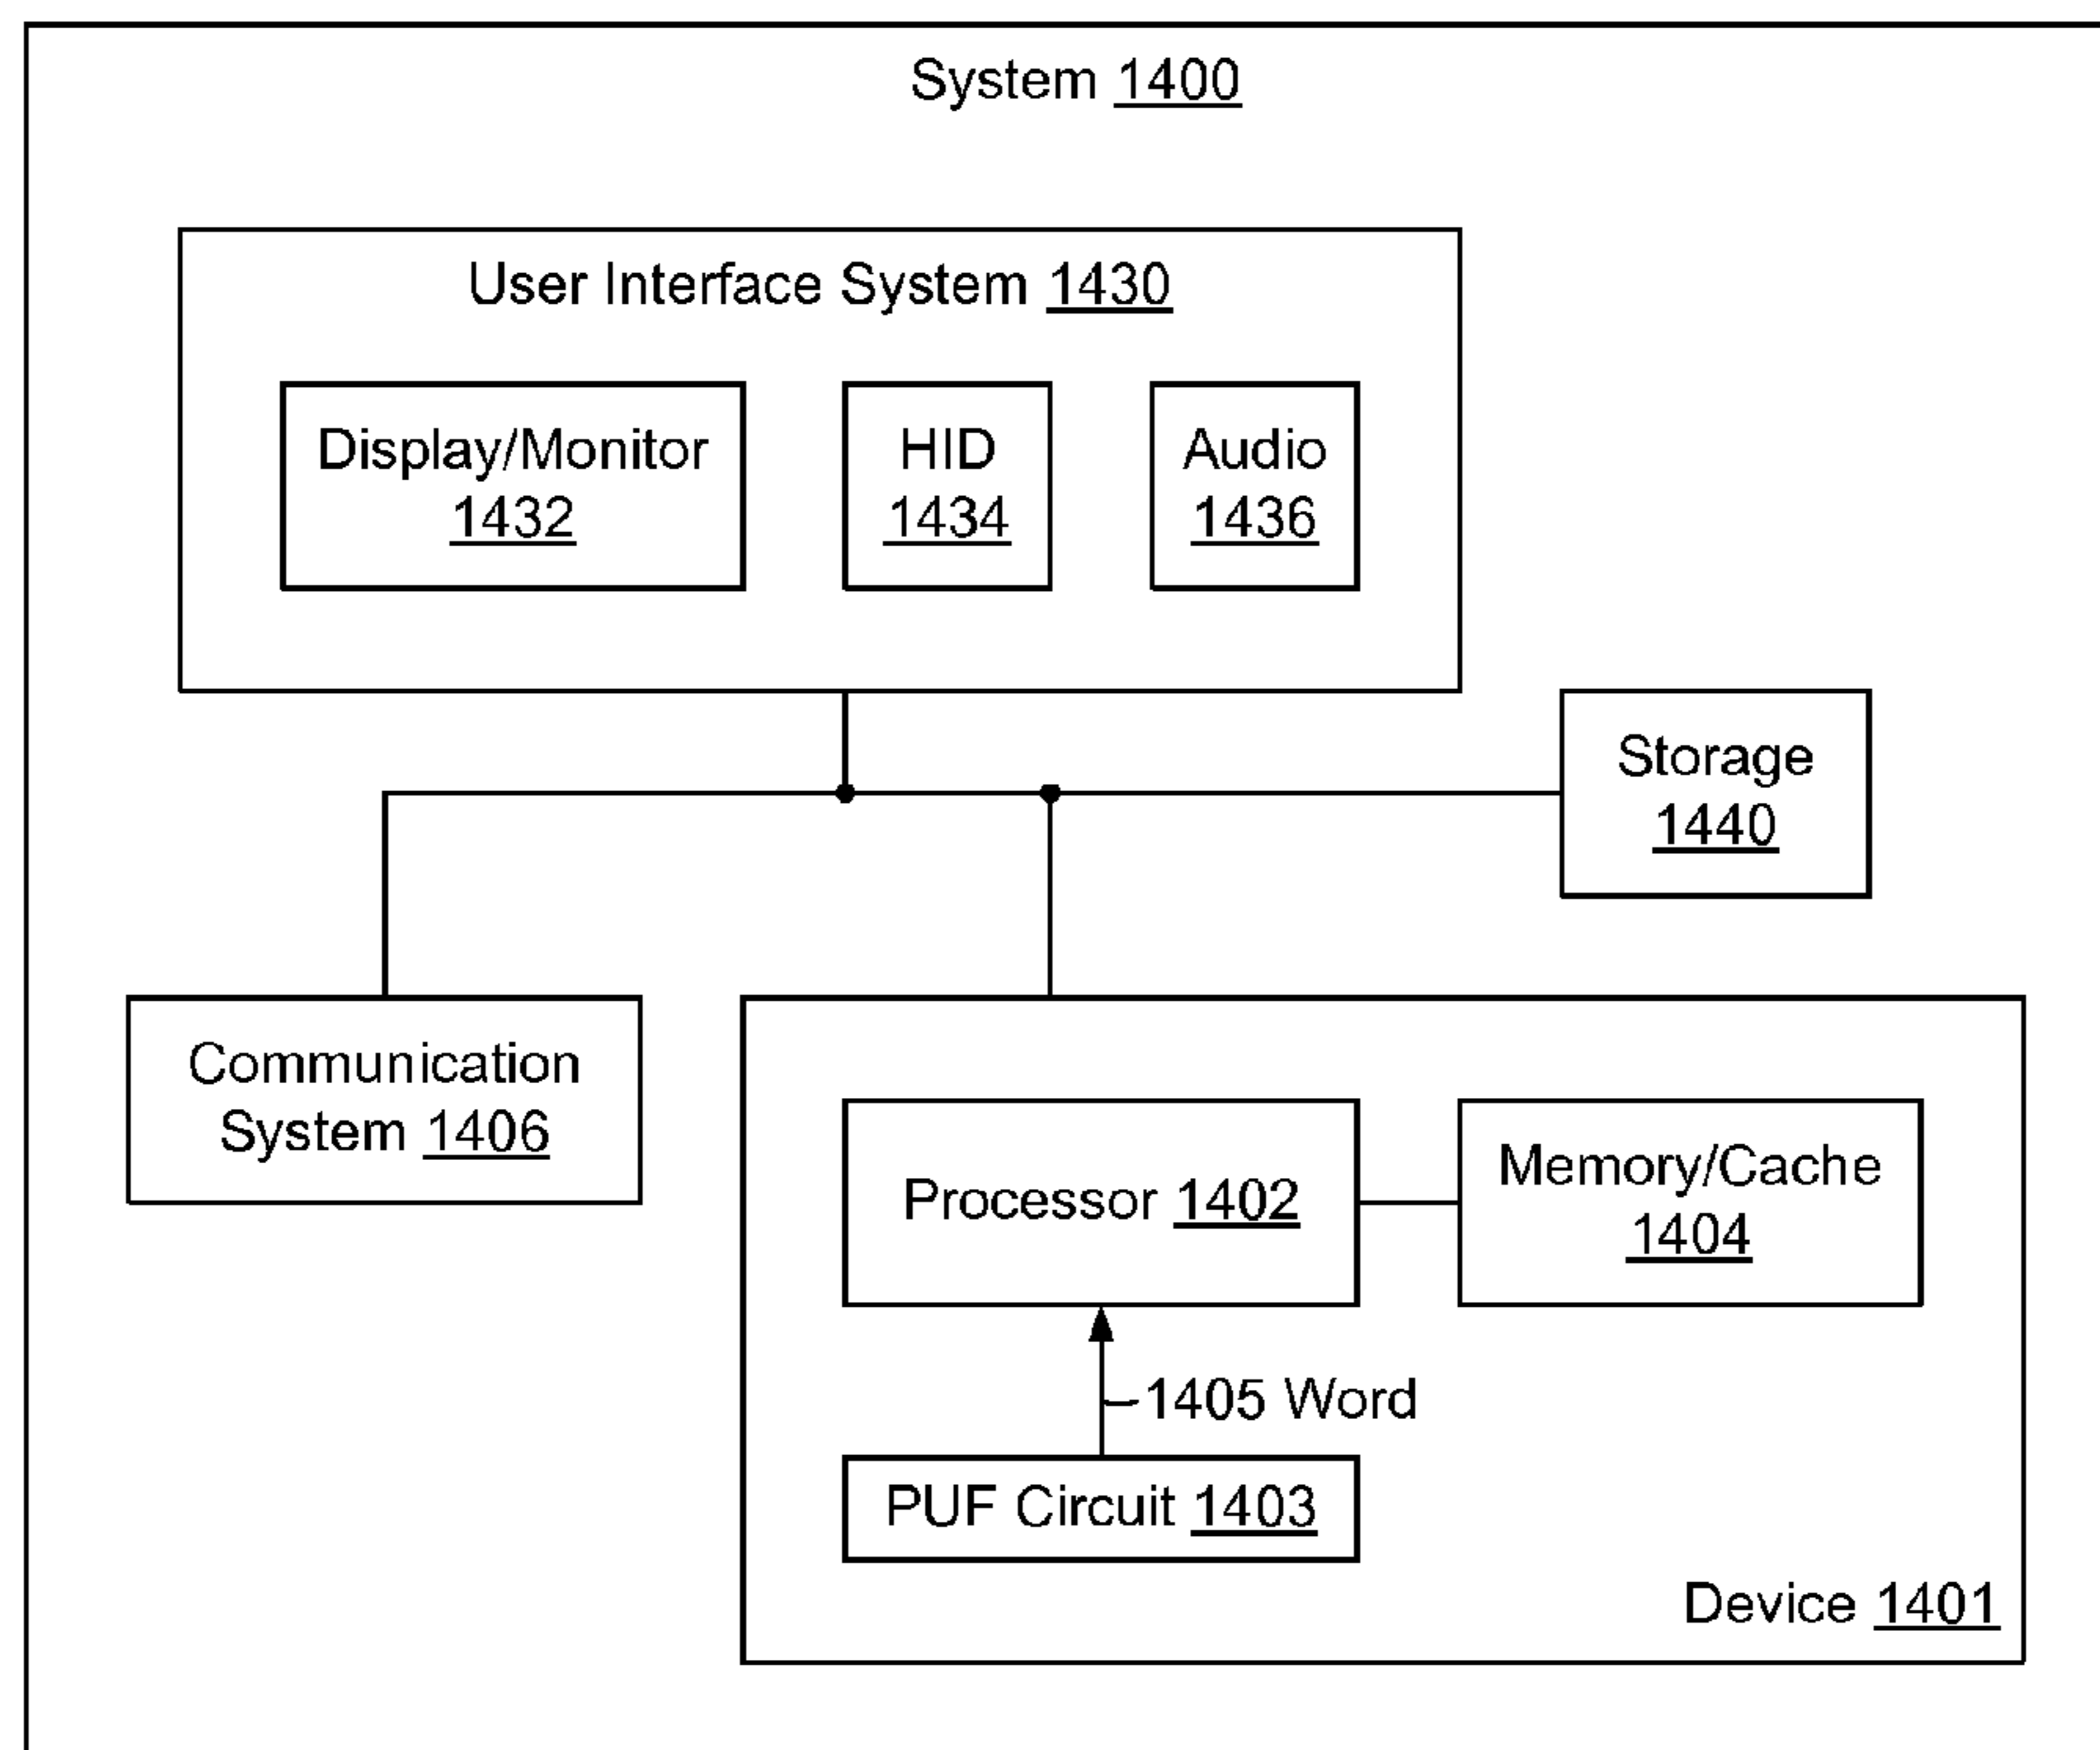 System 1400
User Interface System 1430
Display/Monitor
1432
HID
1434
Audio
1436
Storage
1440
Communication
System 1406
Processor 1402
Memory/Cache
1404
1405 Word
PUF Circuit 1403
Device 1401